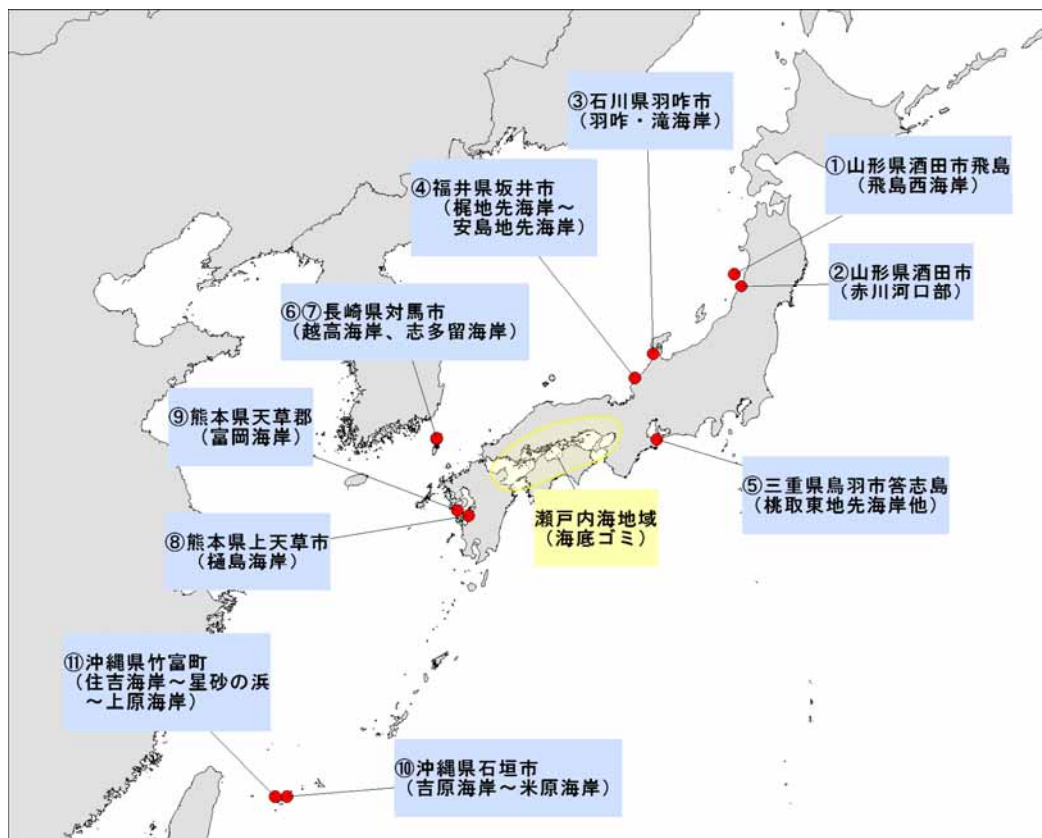 ③石川県羽咋市
（羽咋・滝海岸）
①山形県酒田市飛島
（飛島西海岸）
④福井県坂井市
（梶地先海岸～
安島地先海岸）
②山形県酒田市
（赤川河口部）
⑥⑦長崎県対馬市
（越高海岸、志多留海岸）
⑨熊本県天草郡
（富岡海岸）
⑤三重県鳥羽市答志島
（桃取東地先海岸他）
瀬戸内海地域
（海底ゴミ）
⑧熊本県上天草市
（樋島海岸）
⑪沖縄県竹富町
（住吉海岸～星砂の浜
～上原海岸）
⑩沖縄県石垣市
（吉原海岸～米原海岸）